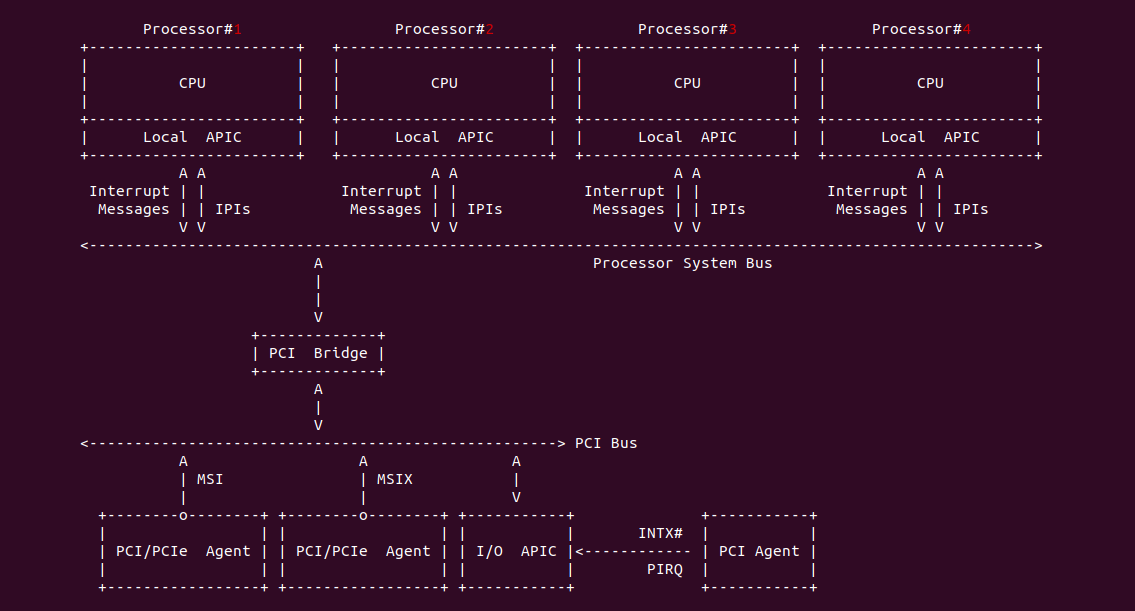 Processor#1 Processor#2 Processor#3 Processor#4
+-----------------------+ +-----------------------+ +-----------------------+ +-----------------------+
| | | | | | | |
| CPU | | CPU | | CPU | | CPU |
| | | | | | | |
+-----------------------+ +-----------------------+ +-----------------------+ +-----------------------+
| Local APIC | | Local APIC | | Local APIC | | Local APIC |
+-----------------------+ +-----------------------+ +-----------------------+ +-----------------------+
A A A A A A A A
Interrupt | | Interrupt | | Interrupt | | Interrupt | |
Messages | | IPIs Messages | | IPIs Messages | | IPIs Messages | | IPIs
V V V V V V V V
<--------------------------------------------------------------------------------------------------------->
A Processor System Bus
|
|
V
+-------------+
| PCI Bridge |
+-------------+
A
|
V
<----------------------------------------------------> PCI Bus
A A A
| MSI | MSIX |
| | V
+--------o--------+ +--------o--------+ +-----------+ +-----------+
| | | | | | INTX# | |
| PCI/PCIe Agent | | PCI/PCIe Agent | | I/O APIC |<------------ | PCI Agent |
| | | | | | PIRQ | |
+-----------------+ +-----------------+ +-----------+ +-----------+